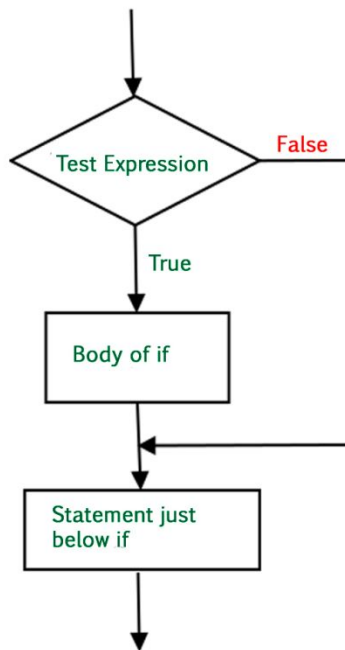 Test Expression
False
True
Body of if
Statement just
below if